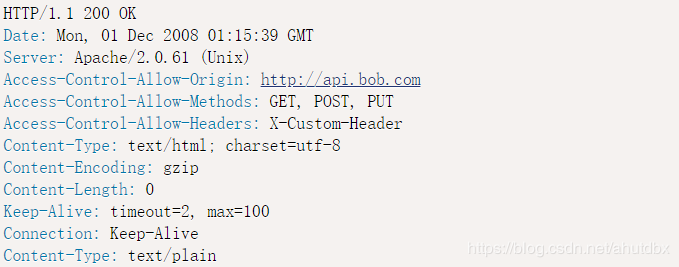 HTTP/1.1 200 OK
Date: Mon, 01 Dec 2008 01:15:39 GMT
Server: Apache/2.0.61 (Unix)
Access-Control-Allow-Origin: http://api.bob.com
Access-Control-Allow-Methods: GET, POST, PUT
Access-Control-Allow-Headers: X-Custom-Header
Content-Type: text/html; charset=utf-8
Content-Encoding: gzip
Content-Length: 0
Keep-Alive: timeout=2, max=100
Connection: Keep-Alive
Content-Type: text/plain
https://blog.csdn.net/ahutdbx